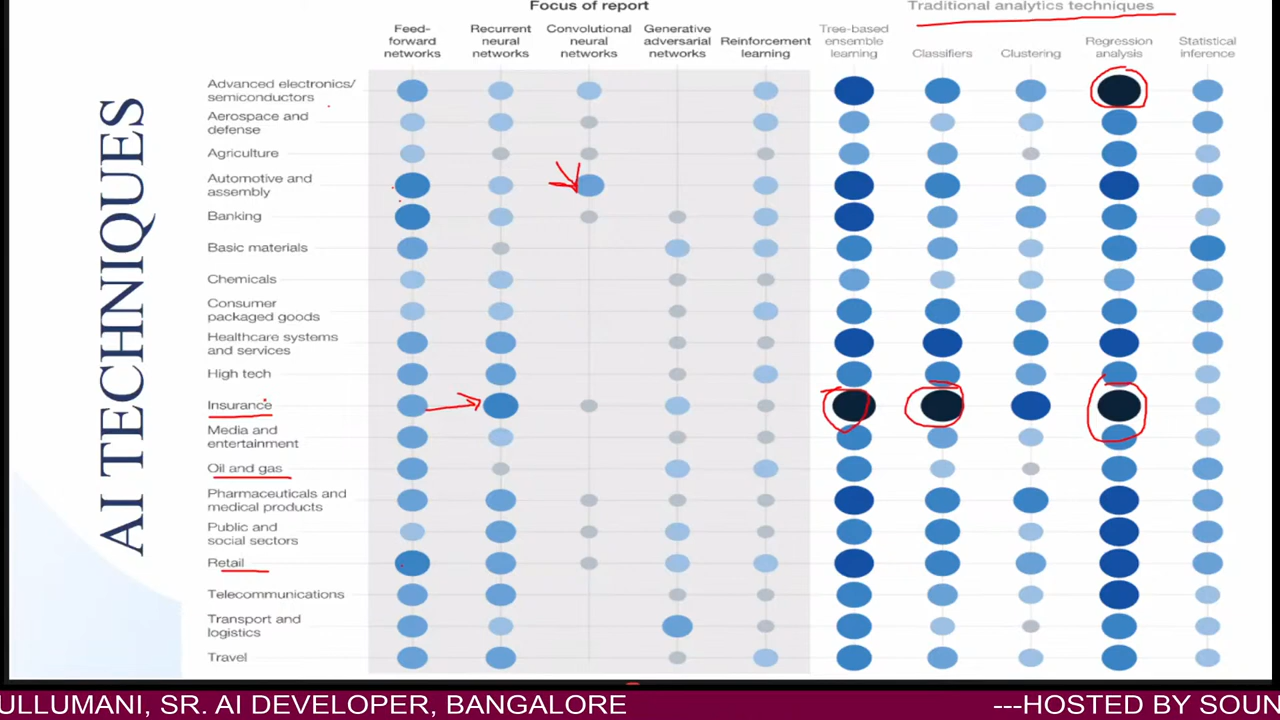 Focus of report
Traditional analytics techniques
Feed-
forward
networks
Recurrent
neural
networks
Convolutional
neural
networks
Generative
adversarial
networks
Reinforcement
learning
Tree-based
ensemble
learning
Classifiers
Clustering
Regression
analysis
Statistical
inference
AI TECHNIQUES
Advanced electronics/
semiconductors
Aerospace and
defense
Agriculture
Automotive and
assembly
Banking
Basic materials
Chemicals
Consumer
packaged goods
Healthcare systems
and services
High tech
Insurance
Media and
entertainment
Oil and gas
Pharmaceuticals and
medical products
Public and
social sectors
Retail
Telecommunications
Transport and
logistics
Travel
ULLUMANI, SR. AI DEVELOPER, BANGALORE
---HOSTED BY SOUN